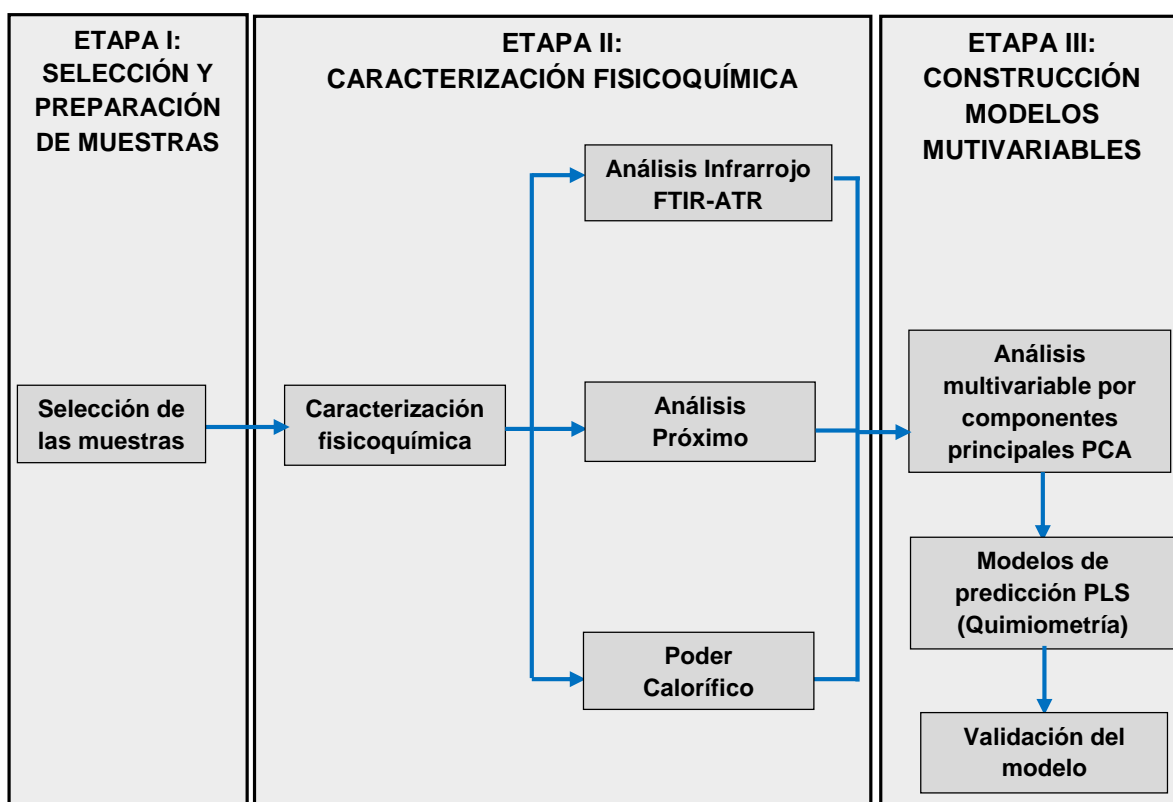 ETAPA I:
SELECCIÓN Y
PREPARACIÓN
DE MUESTRAS
Selección de
las muestras
ETAPA II:
CARACTERIZACIÓN FISICOQUÍMICA
Caracterización
fisicoquímica
Análisis Infrarrojo
FTIR-ATR
Análisis
Próximo
Poder
Calorífico
ETAPA III:
CONSTRUCCIÓN
MODELOS
MUTIVARIABLES
Análisis
multivariable por
componentes
principales PCA
Modelos de
predicción PLS
(Quimiometría)
Validación del
modelo